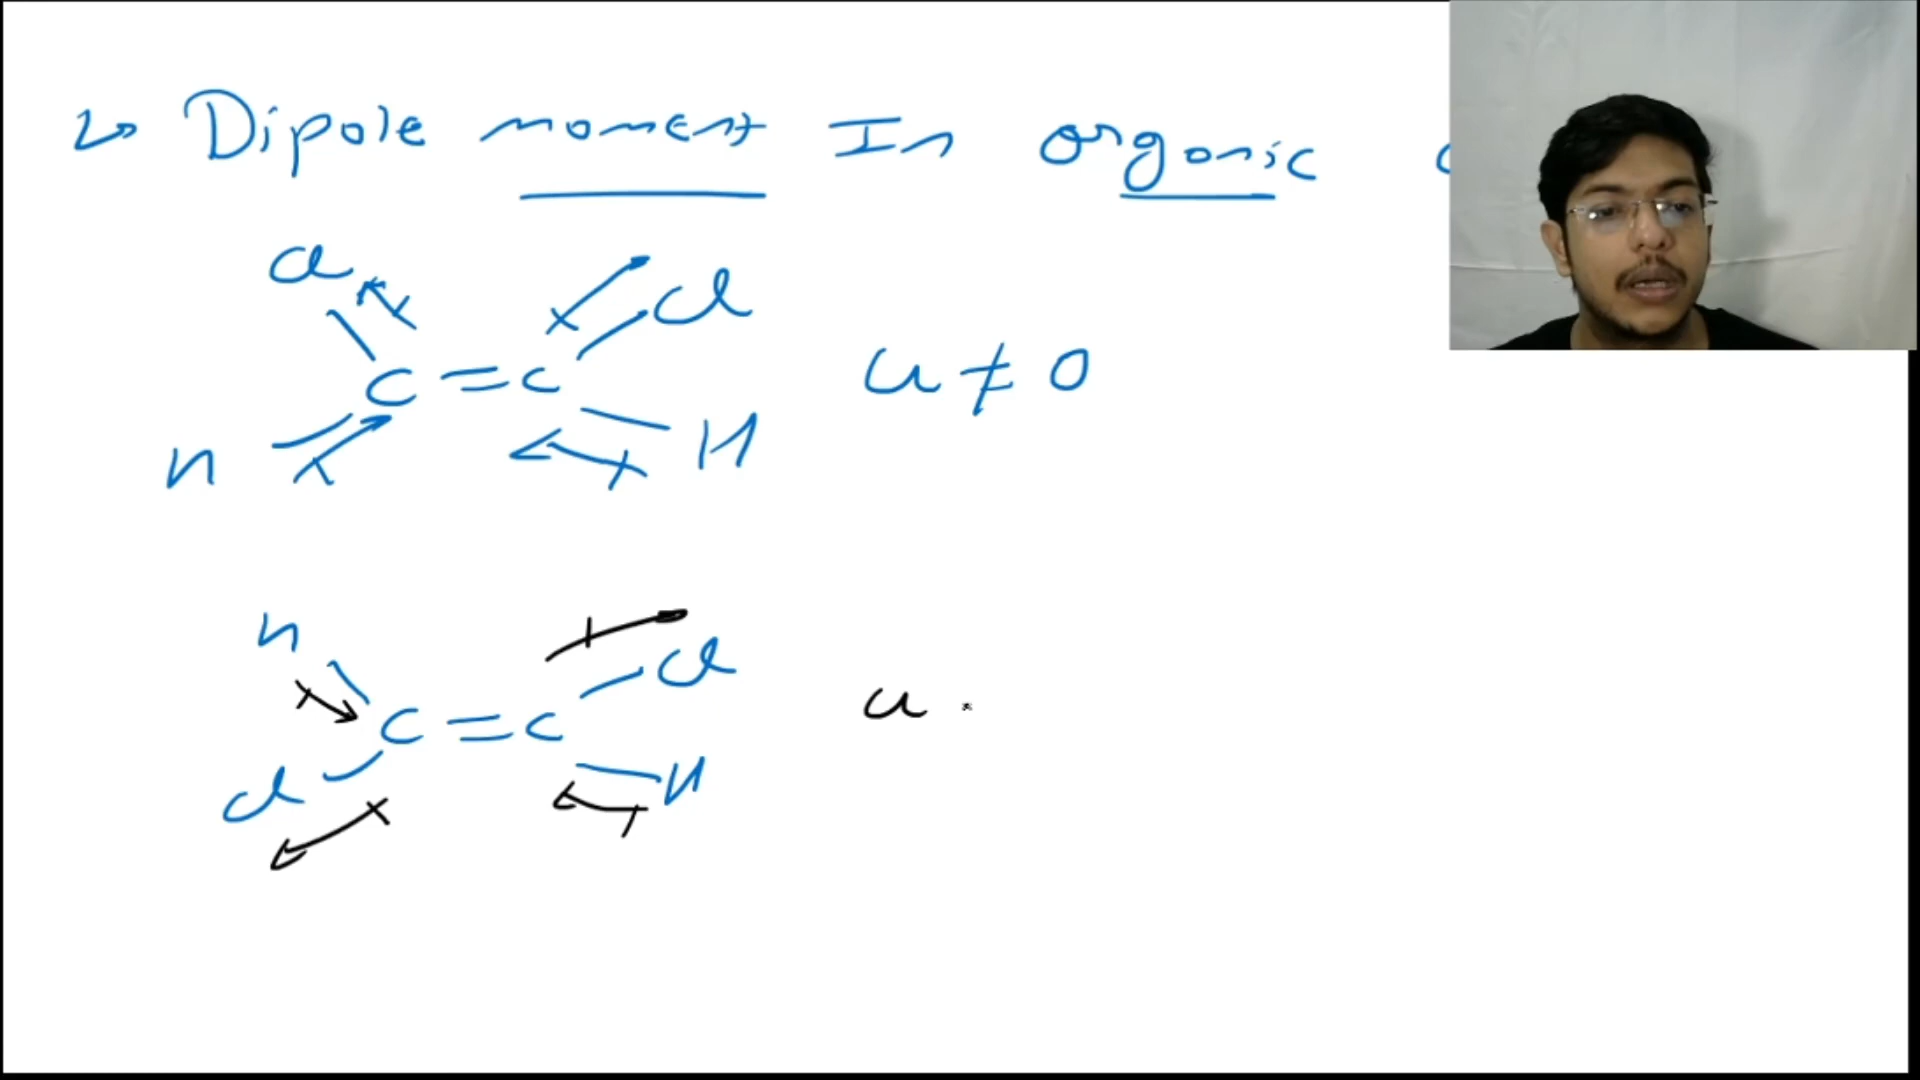 Dipole moment In organic
Cl Cl
C = C
H H
u ≠ 0
H Cl
C = C
Cl H
u